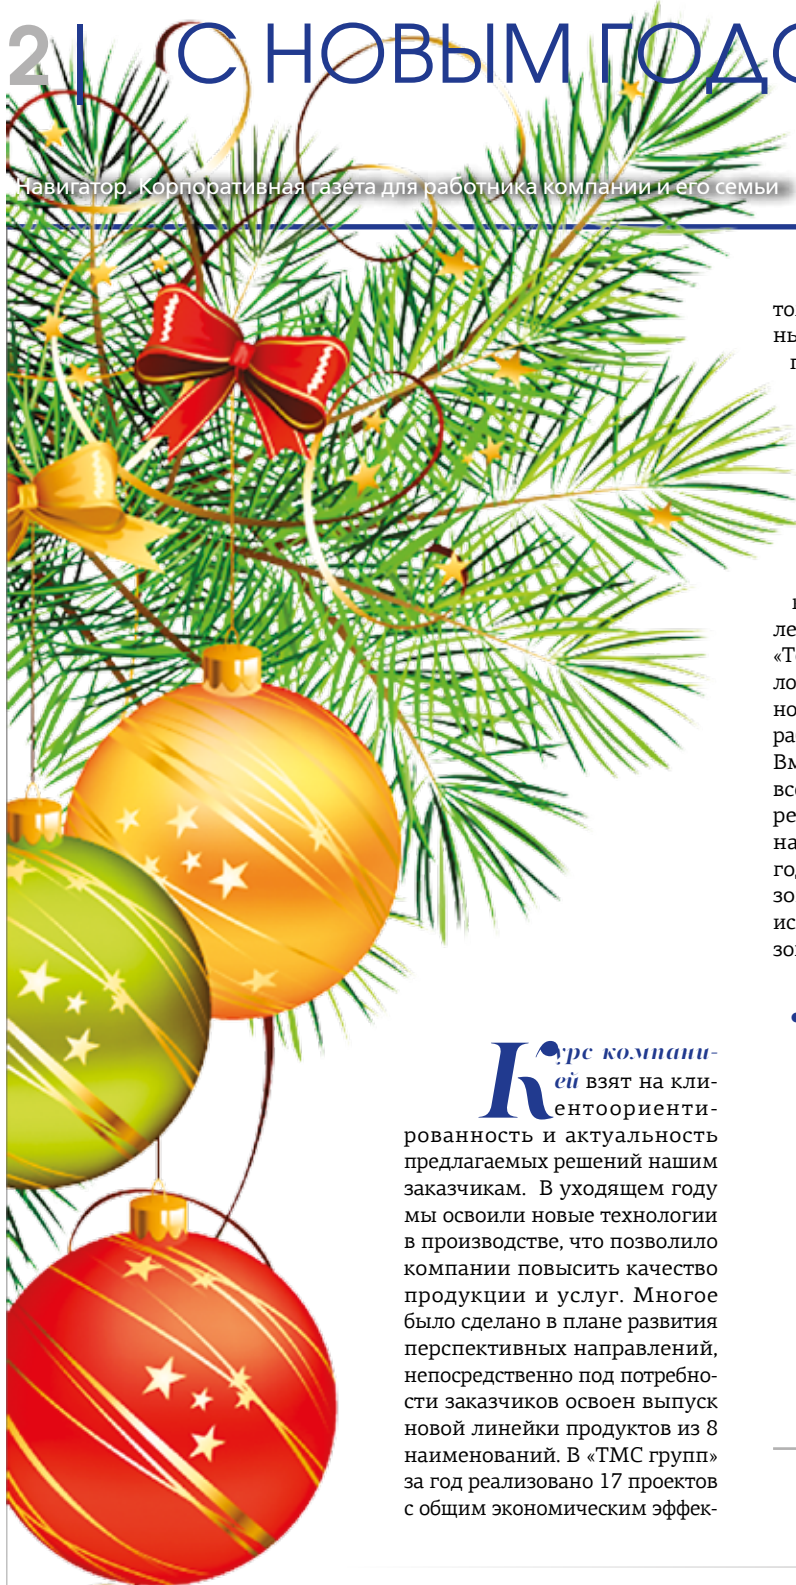 2
С НОВЫМ ГОДО
Навигатор. Корпоративная газета для работника компании и его семьи
Курс компани-
ей взят на кли-
ентоориенти-
рованность и актуальность
предлагаемых решений нашим
заказчикам. В уходящем году
мы освоили новые технологии
в производстве, что позволило
компании повысить качество
продукции и услуг. Многое
было сделано в плане развития
перспективных направлений,
непосредственно под потребно-
сти заказчиков освоен выпуск
новой линейки продуктов из 8
наименований. В «ТМС групп»
за год реализовано 17 проектов
с общим экономическим эффек-